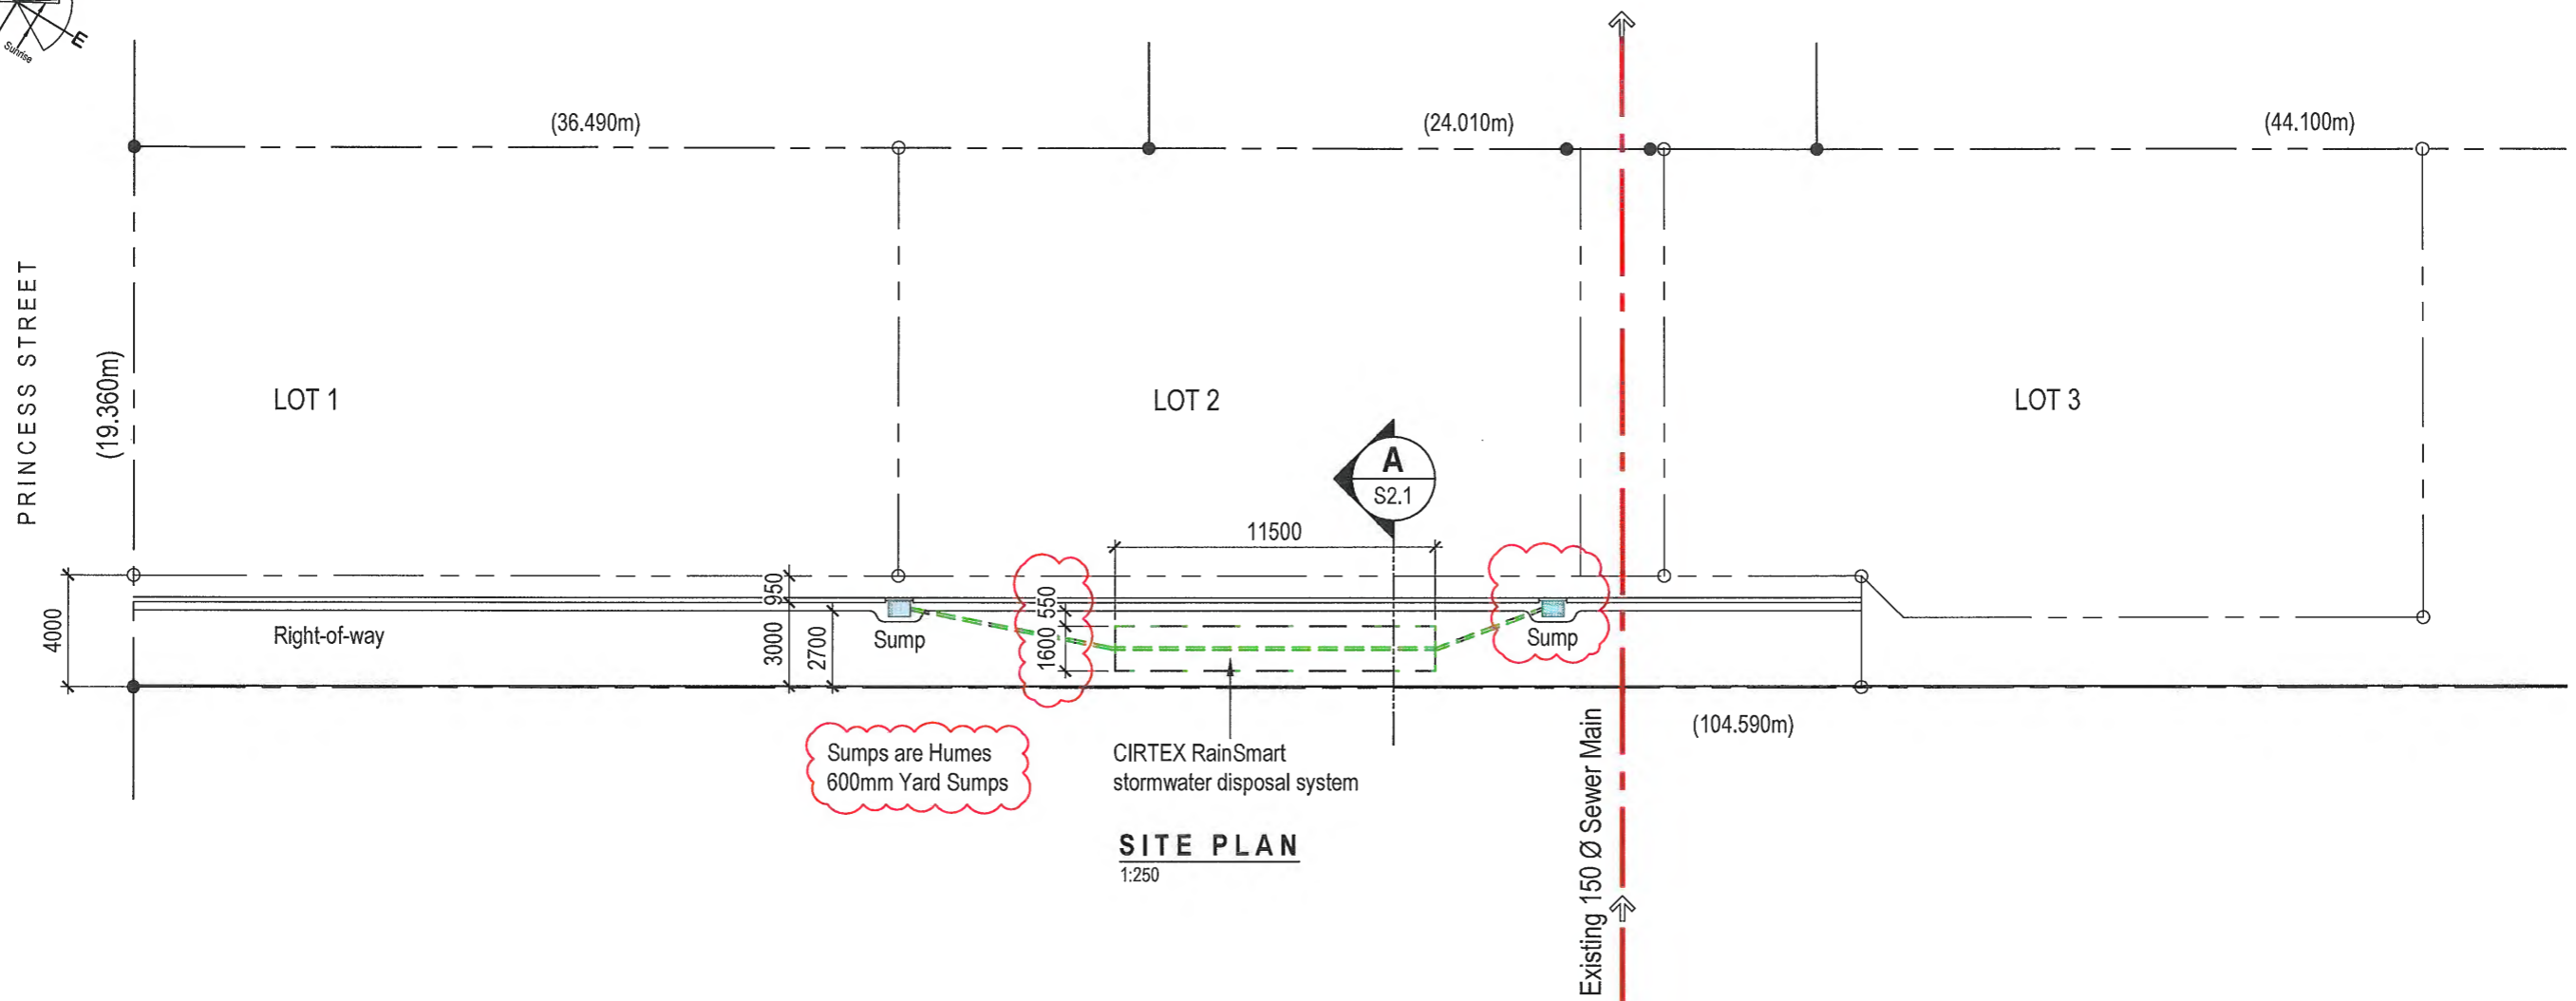 E
Sunrise
(36.490m)
(24.010m)
(44.100m)
PRINCESS STREET
(19.360m)
LOT 1
LOT 2
LOT 3
A
S2.1
11500
4000
950
3000
2700
550
1600
Right-of-way
Sump
Sump
(104.590m)
Sumps are Humes
600mm Yard Sumps
CIRTEX RainSmart
stormwater disposal system
Existing 150 Ø Sewer Main
SITE PLAN
1:250